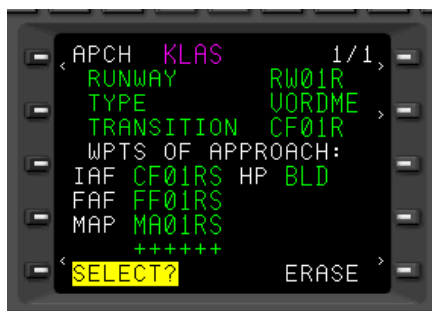 APCH KLAS 1/1
RUNWAY RW01R
TYPE VORDME
TRANSITION CF01R
WPTS OF APPROACH:
IAF CF01RS HP BLD
FAF FF01RS
MAP MA01RS
++++++
SELECT? ERASE